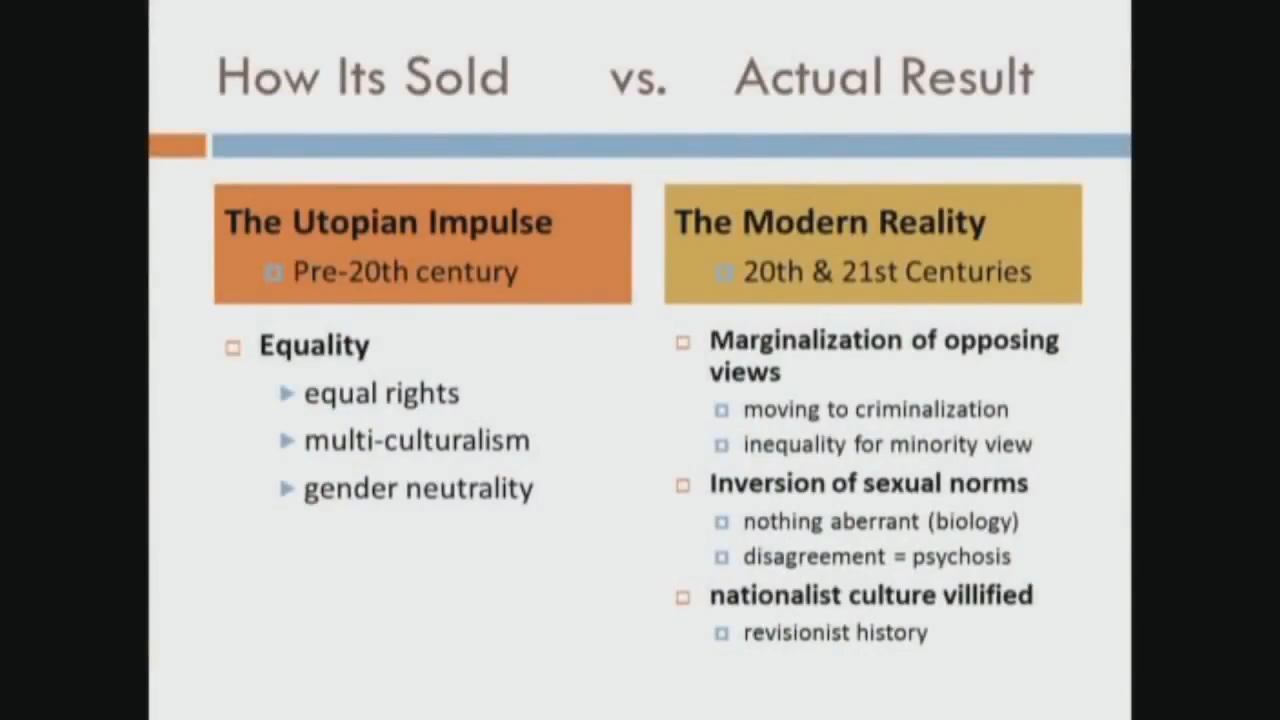 How Its Sold vs. Actual Result
The Utopian Impulse
Pre-20th century
Equality
equal rights
multi-culturalism
gender neutrality
The Modern Reality
20th & 21st Centuries
Marginalization of opposing
views
moving to criminalization
inequality for minority view
Inversion of sexual norms
nothing aberrant (biology)
disagreement = psychosis
nationalist culture villified
revisionist history